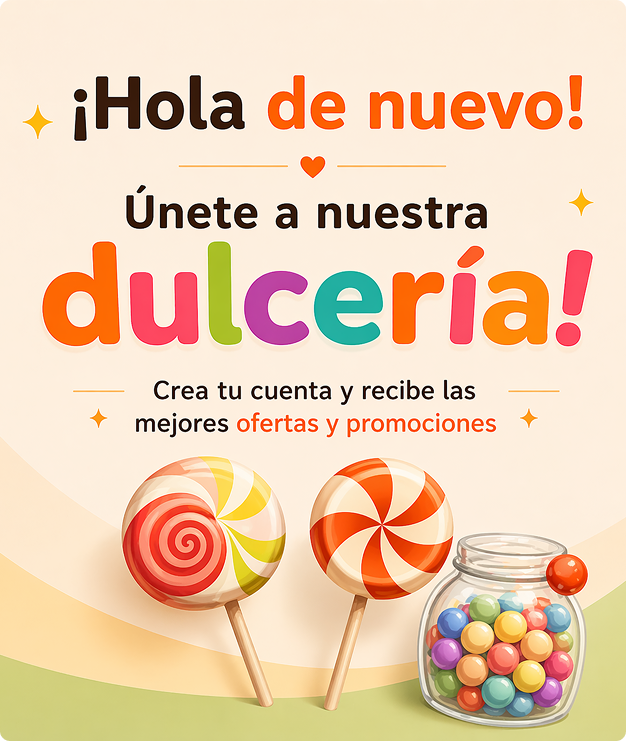 ¡Hola de nuevo!
Únete a nuestra
dulcería!
Crea tu cuenta y recibe las
mejores ofertas y promociones